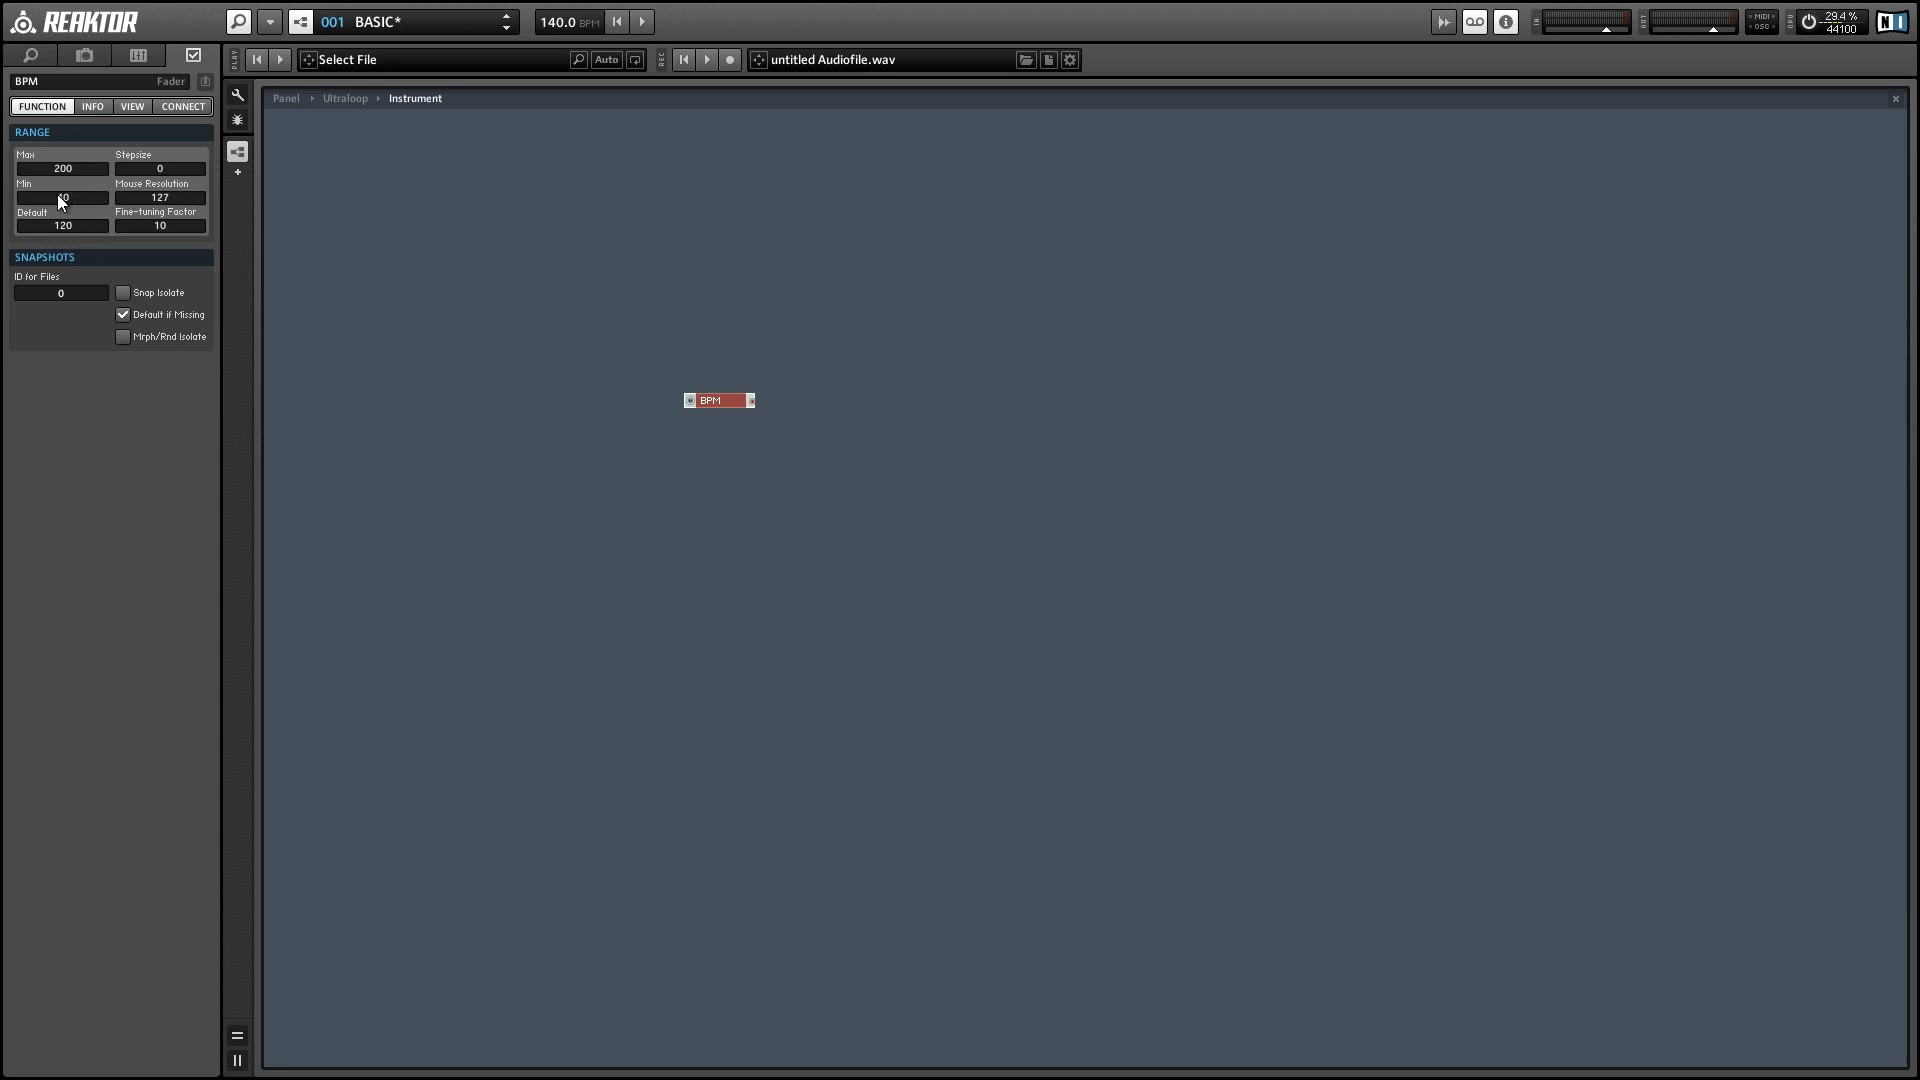 REAKTOR
001 BASIC*
140.0 BPM
MIDI
OSC
29.4 %
44100
PLAY
Select File
Auto
REC
untitled Audiofile.wav
BPM Fader
FUNCTION INFO VIEW CONNECT
Panel Ultraloop Instrument
RANGE
Max Stepsize
200 0
Min Mouse Resolution
127
Default Fine-tuning Factor
120 10
SNAPSHOTS
ID for Files
0 Snap Isolate
Default if Missing
Mrph/Rnd Isolate
BPM